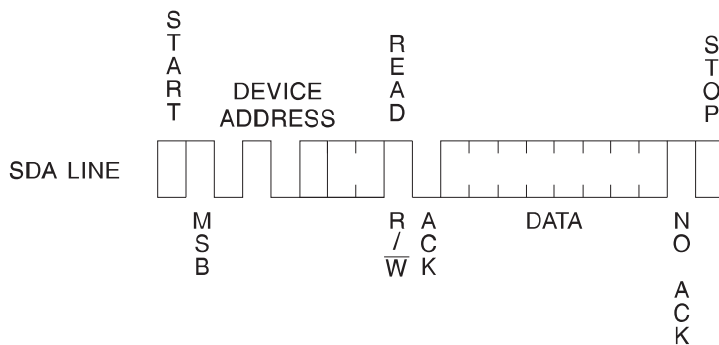 START
DEVICE
ADDRESS
READ
STOP
SDA LINE
MSB
R/W
ACK
DATA
NO ACK